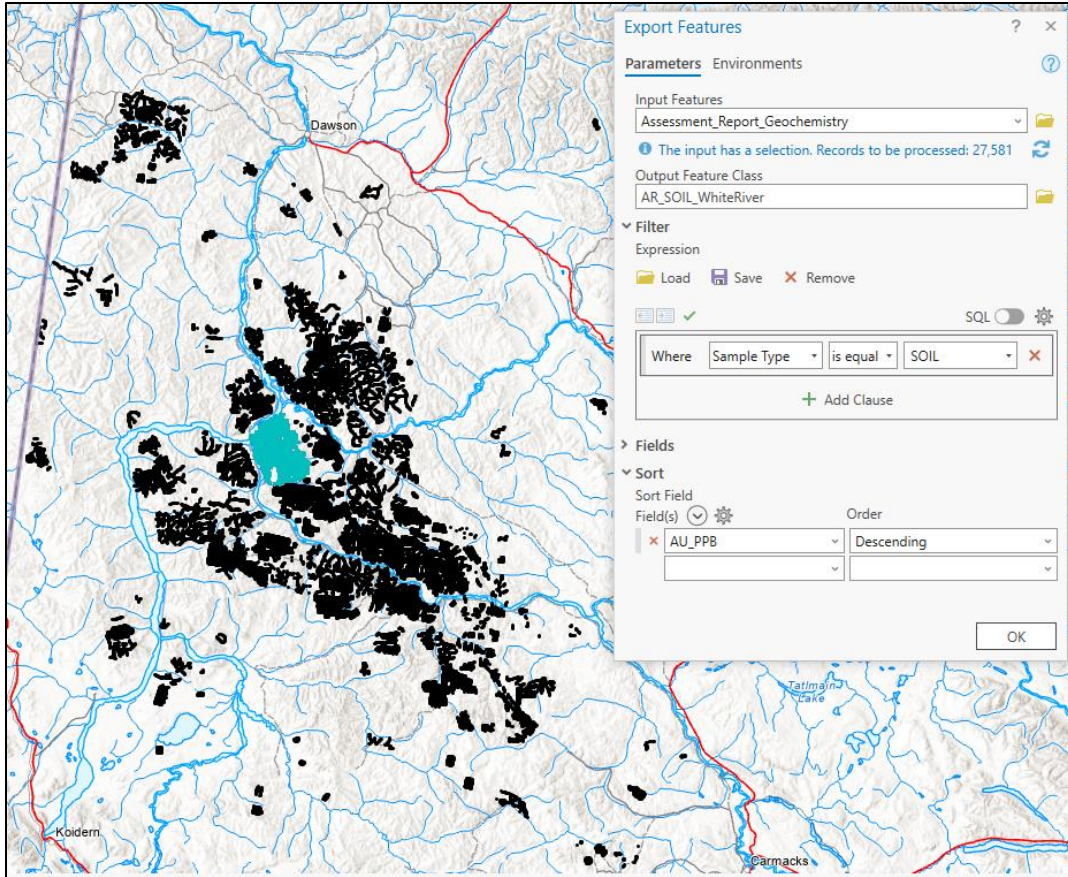 Export Features
?
×
Parameters Environments
?
Input Features
Assessment_Report_Geochemistry
The input has a selection. Records to be processed: 27,581
Output Feature Class
AR_SOIL_WhiteRiver
Filter
Expression
Load Save Remove
SQL
Where Sample Type is equal SOIL
Add Clause
Fields
Sort
Sort Field
Field(s) Order
AU_PPB Descending
OK
Dawson
Tatlmain
Lake
Koidern
Carmacks